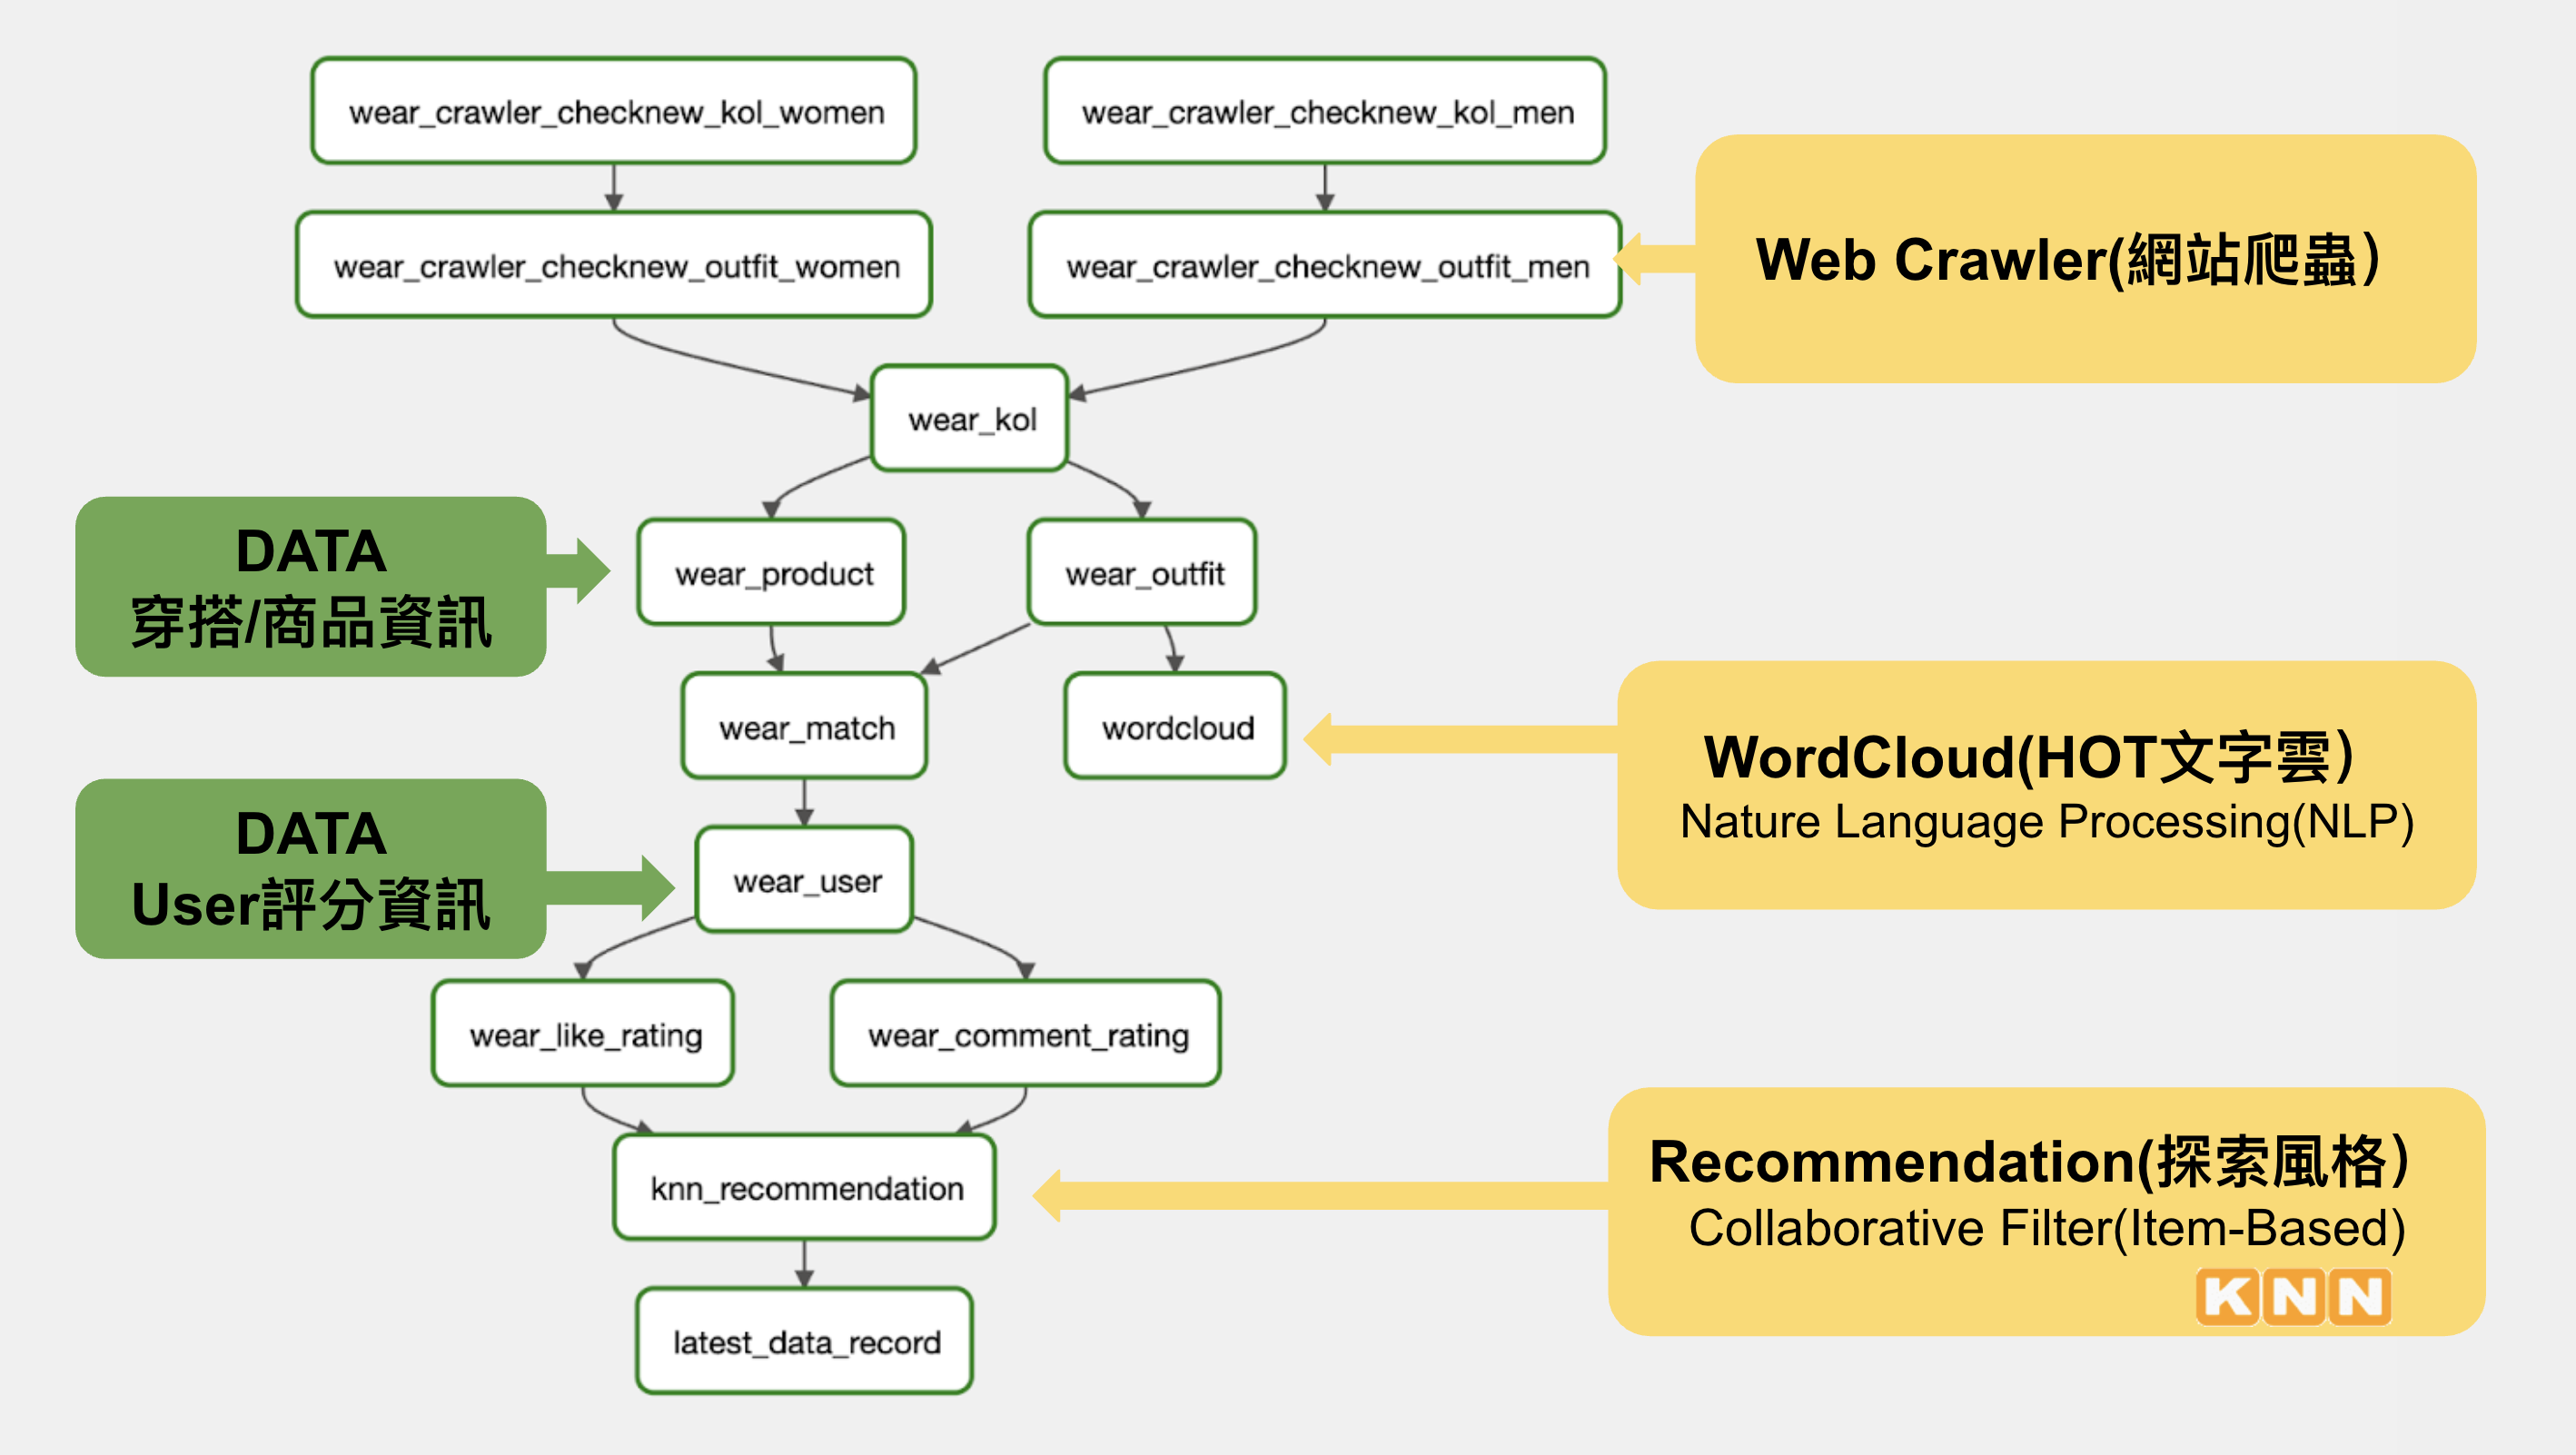 wear_crawler_checknew_kol_women
wear_crawler_checknew_kol_men
wear_crawler_checknew_outfit_women
wear_crawler_checknew_outfit_men
Web Crawler(網站爬蟲)
wear_kol
DATA
穿搭/商品資訊
wear_product
wear_outfit
wear_match
wordcloud
WordCloud(HOT文字雲)
Nature Language Processing(NLP)
DATA
User評分資訊
wear_user
wear_like_rating
wear_comment_rating
knn_recommendation
Recommendation(探索風格)
Collaborative Filter(Item-Based)
KNN
latest_data_record